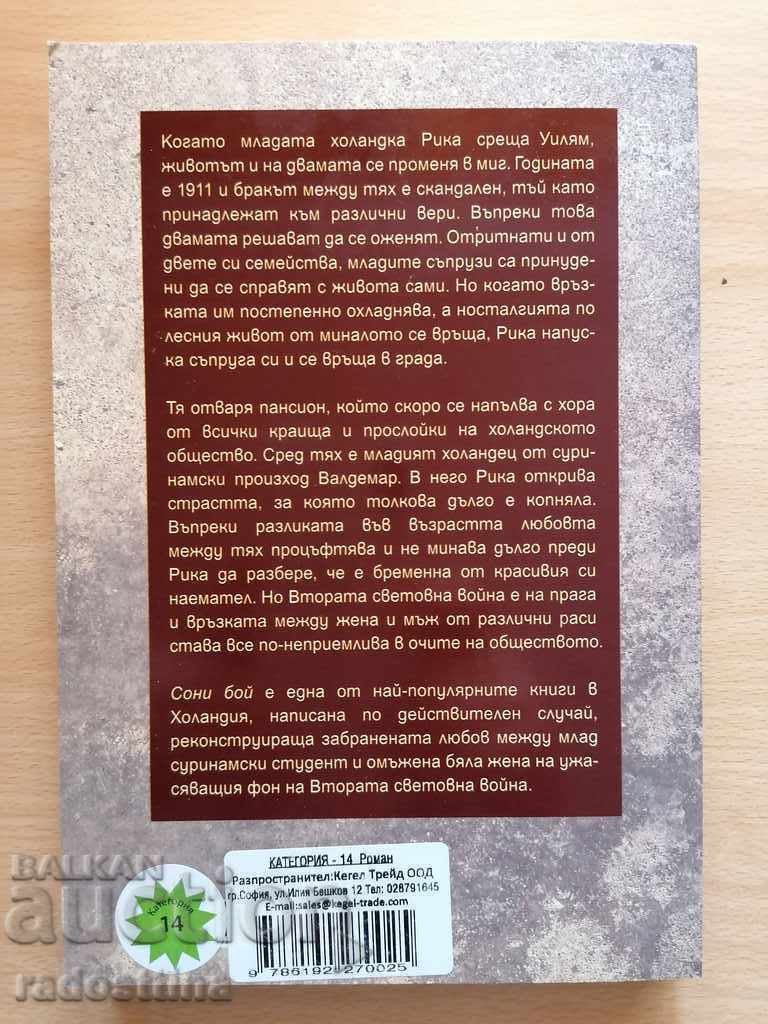 Когато младата холандка Рика среща Уилям,
животът и на двамата се променя в миг. Годината
е 1911 и бракът между тях е скандален, тъй като
принадлежат към различни вери. Въпреки това
двамата решават да се оженят. Отритнати и от
двете си семейства, младите съпрузи са принуде-
ни да се справят с живота сами. Но когато връз-
ката им постепенно охладнява, а носталгията по
лесния живот от миналото се връща, Рика напус-
ка съпруга си и се връща в града.
Тя отваря пансион, който скоро се напълва с хора
от всички краища и прослойки на холандското
общество. Сред тях е младият холандец от сури-
намски произход Валдемар. В него Рика открива
страстта, за която толкова дълго е копняла.
Въпреки разликата във възрастта любовта
между тях процъфтява и не минава дълго преди
Рика да разбере, че е бременна от красивия си
наемател. Но Втората световна война е на прага
и връзката между жена и мъж от различни раси
става все по-неприемлива в очите на обществото.
Сони бой е една от най-популярните книги в
Холандия, написана по действителен случай,
реконструираща забранената любов между млад
суринамски студент и омъжена бяла жена на ужа-
сяващия фон на Втората световна война.
КАТЕГОРИЯ - 14 Роман
Разпространител:Кегел Трейд ООД
гр.София, ул.Илия Бешков 12 Тел: 028791645
E-mail:sales@kegel-trade.com
9 786192 270025
Категория
14
BALKAN
auction
radostina